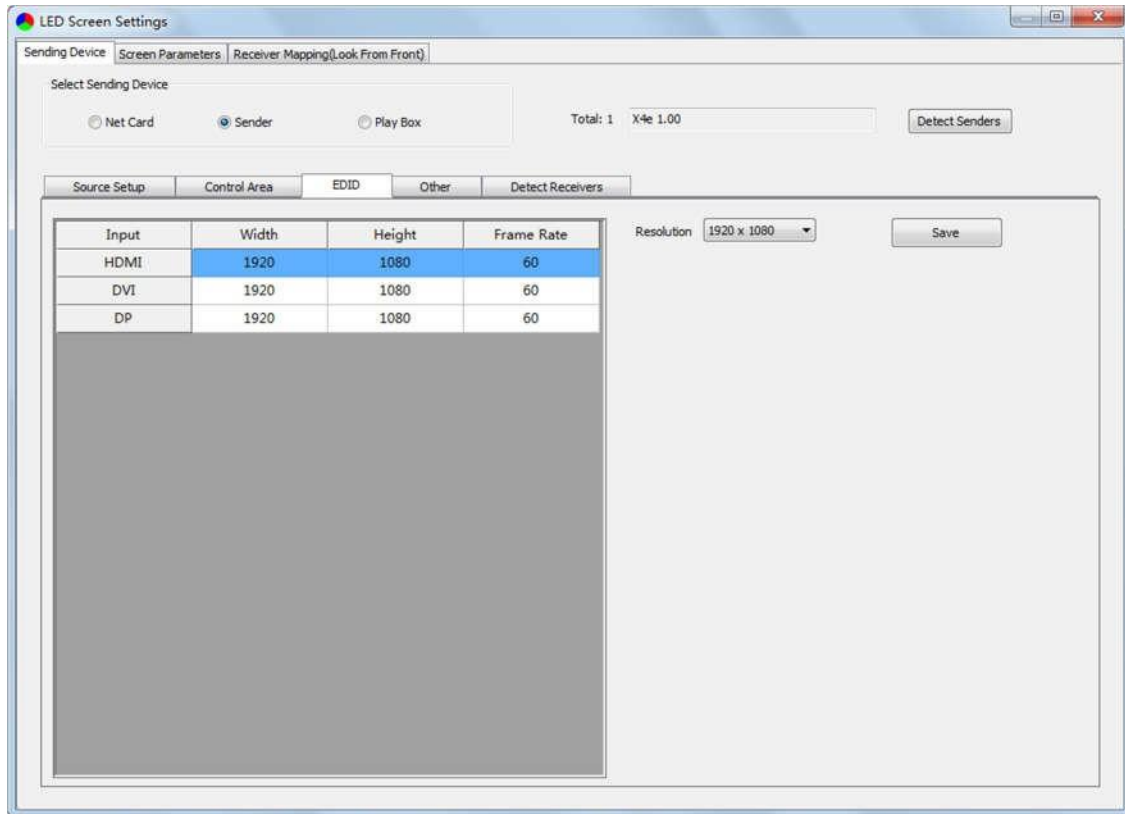 LED Screen Settings
Sending Device Screen Parameters Receiver Mapping(Look From Front)
Select Sending Device
Net Card Sender Play Box Total: 1 X4e 1.00 Detect Senders
Source Setup Control Area EDID Other Detect Receivers
Input Width Height Frame Rate Resolution 1920 x 1080 Save
HDMI 1920 1080 60
DVI 1920 1080 60
DP 1920 1080 60